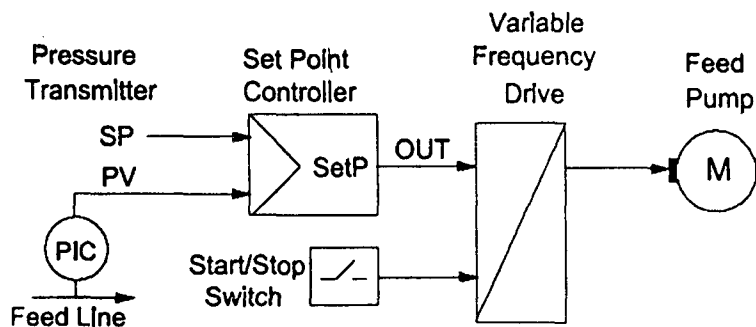 Pressure
Transmitter
Set Point
Controller
Variable
Frequency
Drive
Feed
Pump
SP
PV
SetP
OUT
M
PIC
Start/Stop
Switch
Feed Line